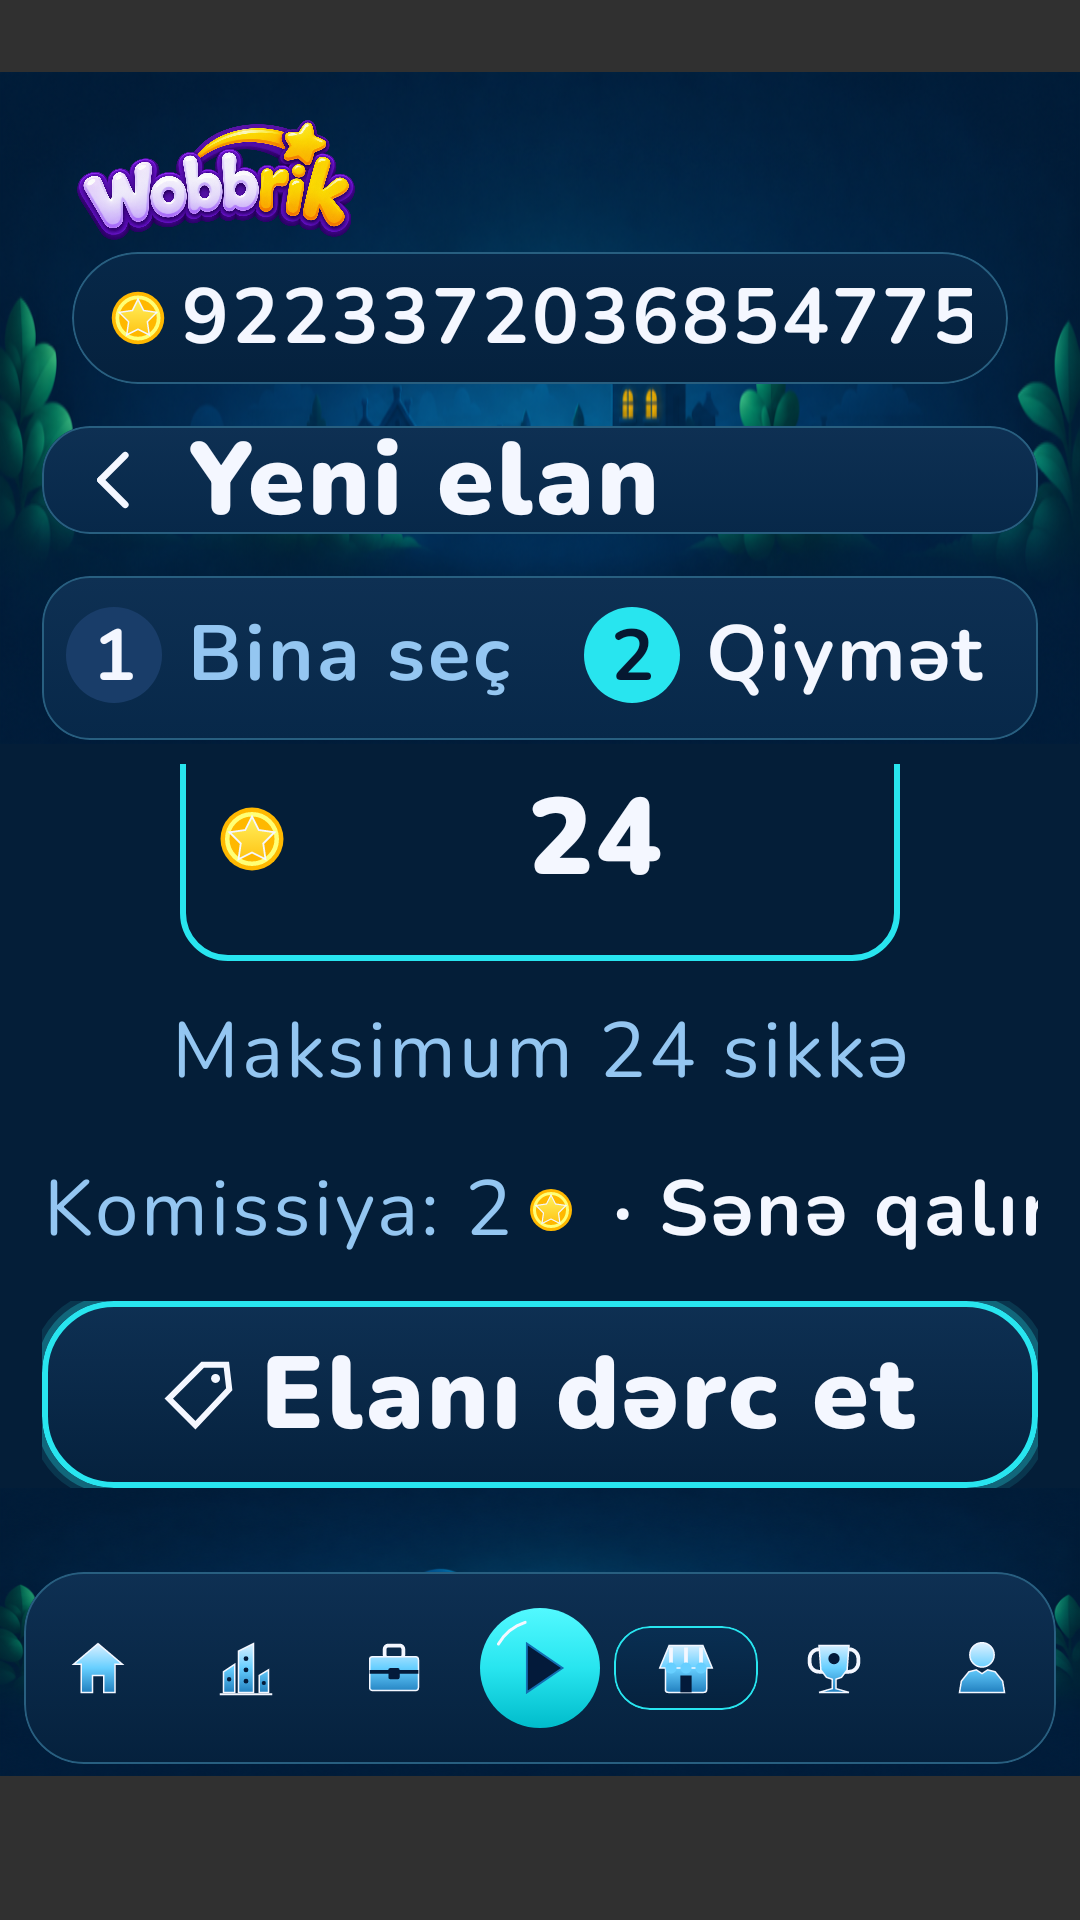 Wobbrik
9223372036854775
Yeni elan
1 Bina seç 2 Qiymət
24
Maksimum 24 sikkə
Komissiya: 2 · Sənə
Elanı dərc et